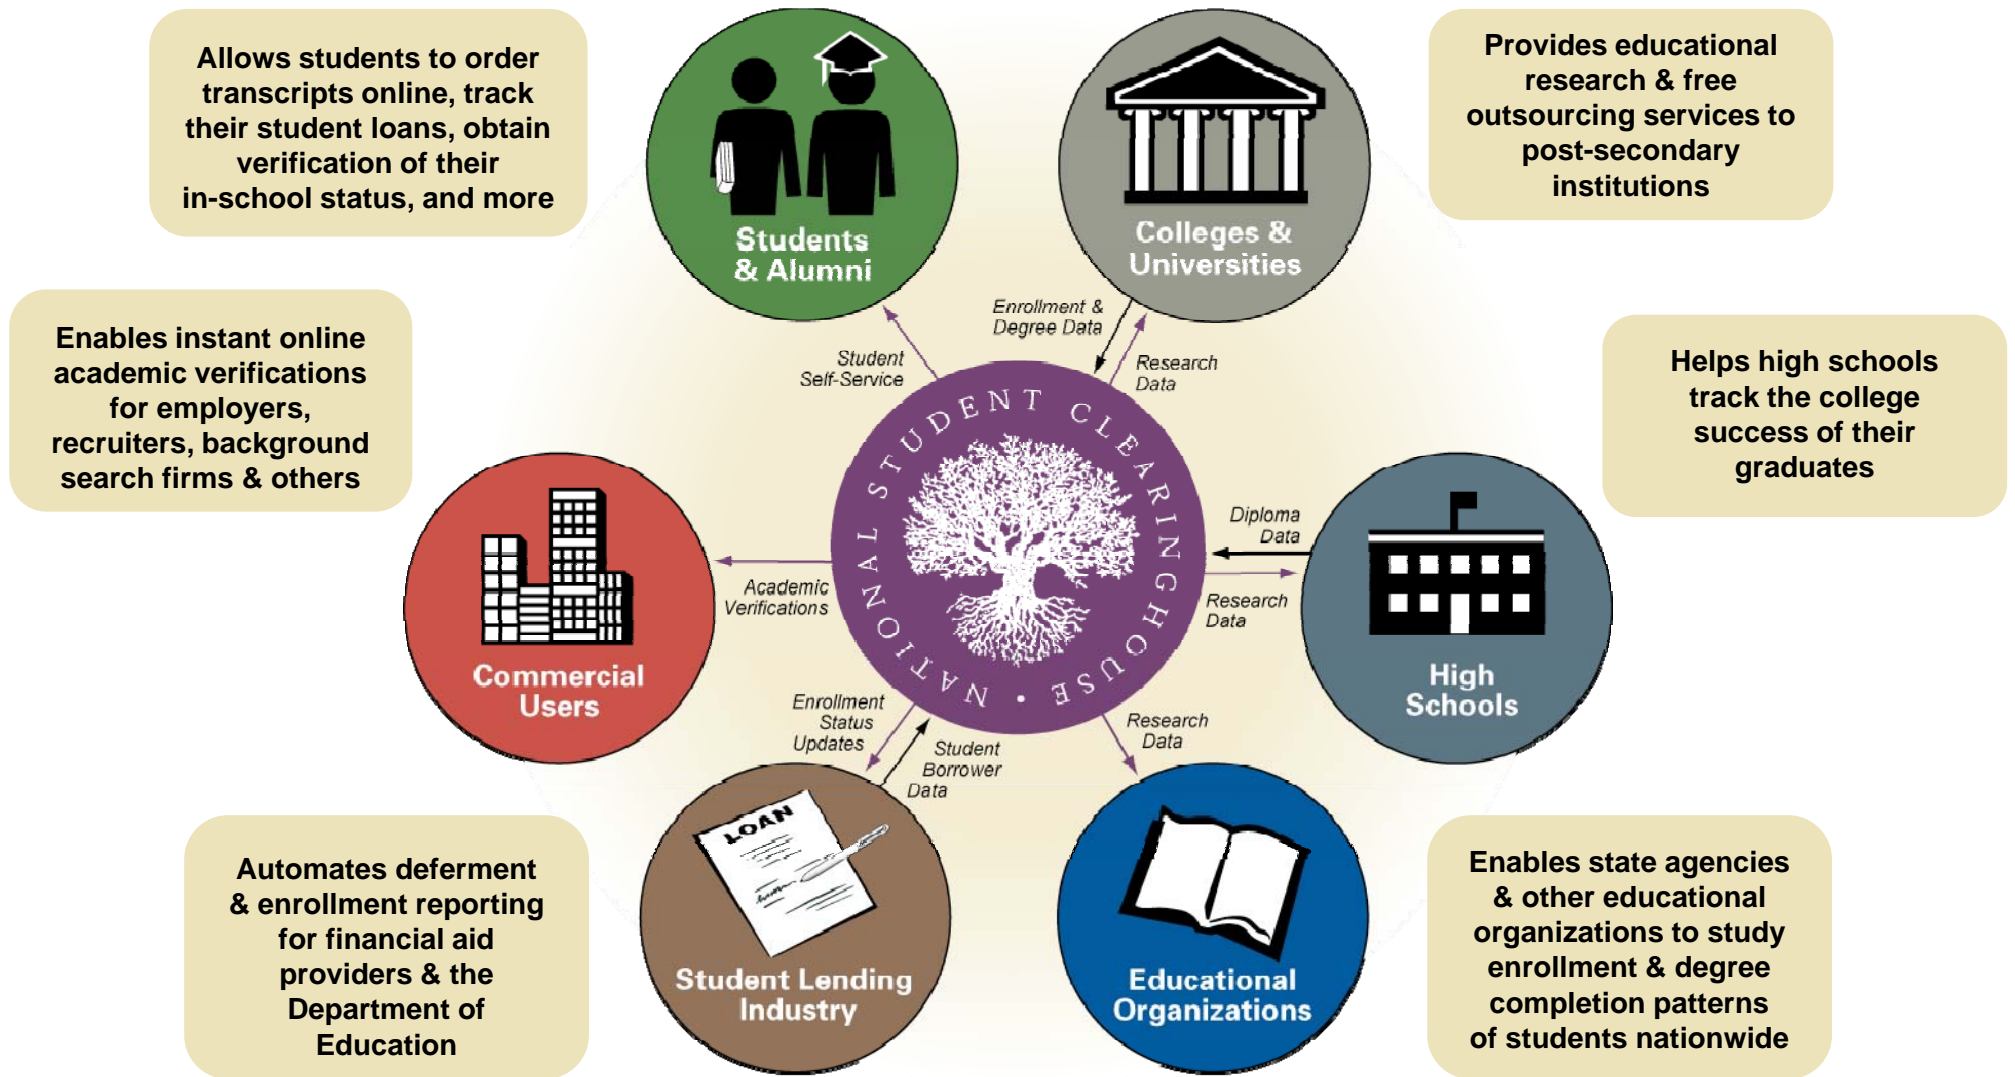 Allows students to order
transcripts online, track
their student loans, obtain
verification of their
in-school status, and more
Students
& Alumni
Colleges &
Universities
Provides educational
research & free
outsourcing services to
post-secondary
institutions
Enables instant online
academic verifications
for employers,
recruiters, background
search firms & others
Student
Self-Service
Enrollment &
Degree Data
Research
Data
Helps high schools
track the college
success of their
graduates
NATIONAL STUDENT CLEARINGHOUSE •
Commercial
Users
Academic
Verifications
Diploma
Data
Research
Data
High
Schools
Enrollment
Status
Updates
Student
Borrower
Data
Research
Data
Automates deferment
& enrollment reporting
for financial aid
providers & the
Department of
Education
LOAN
Student Lending
Industry
Educational
Organizations
Enables state agencies
& other educational
organizations to study
enrollment & degree
completion patterns
of students nationwide